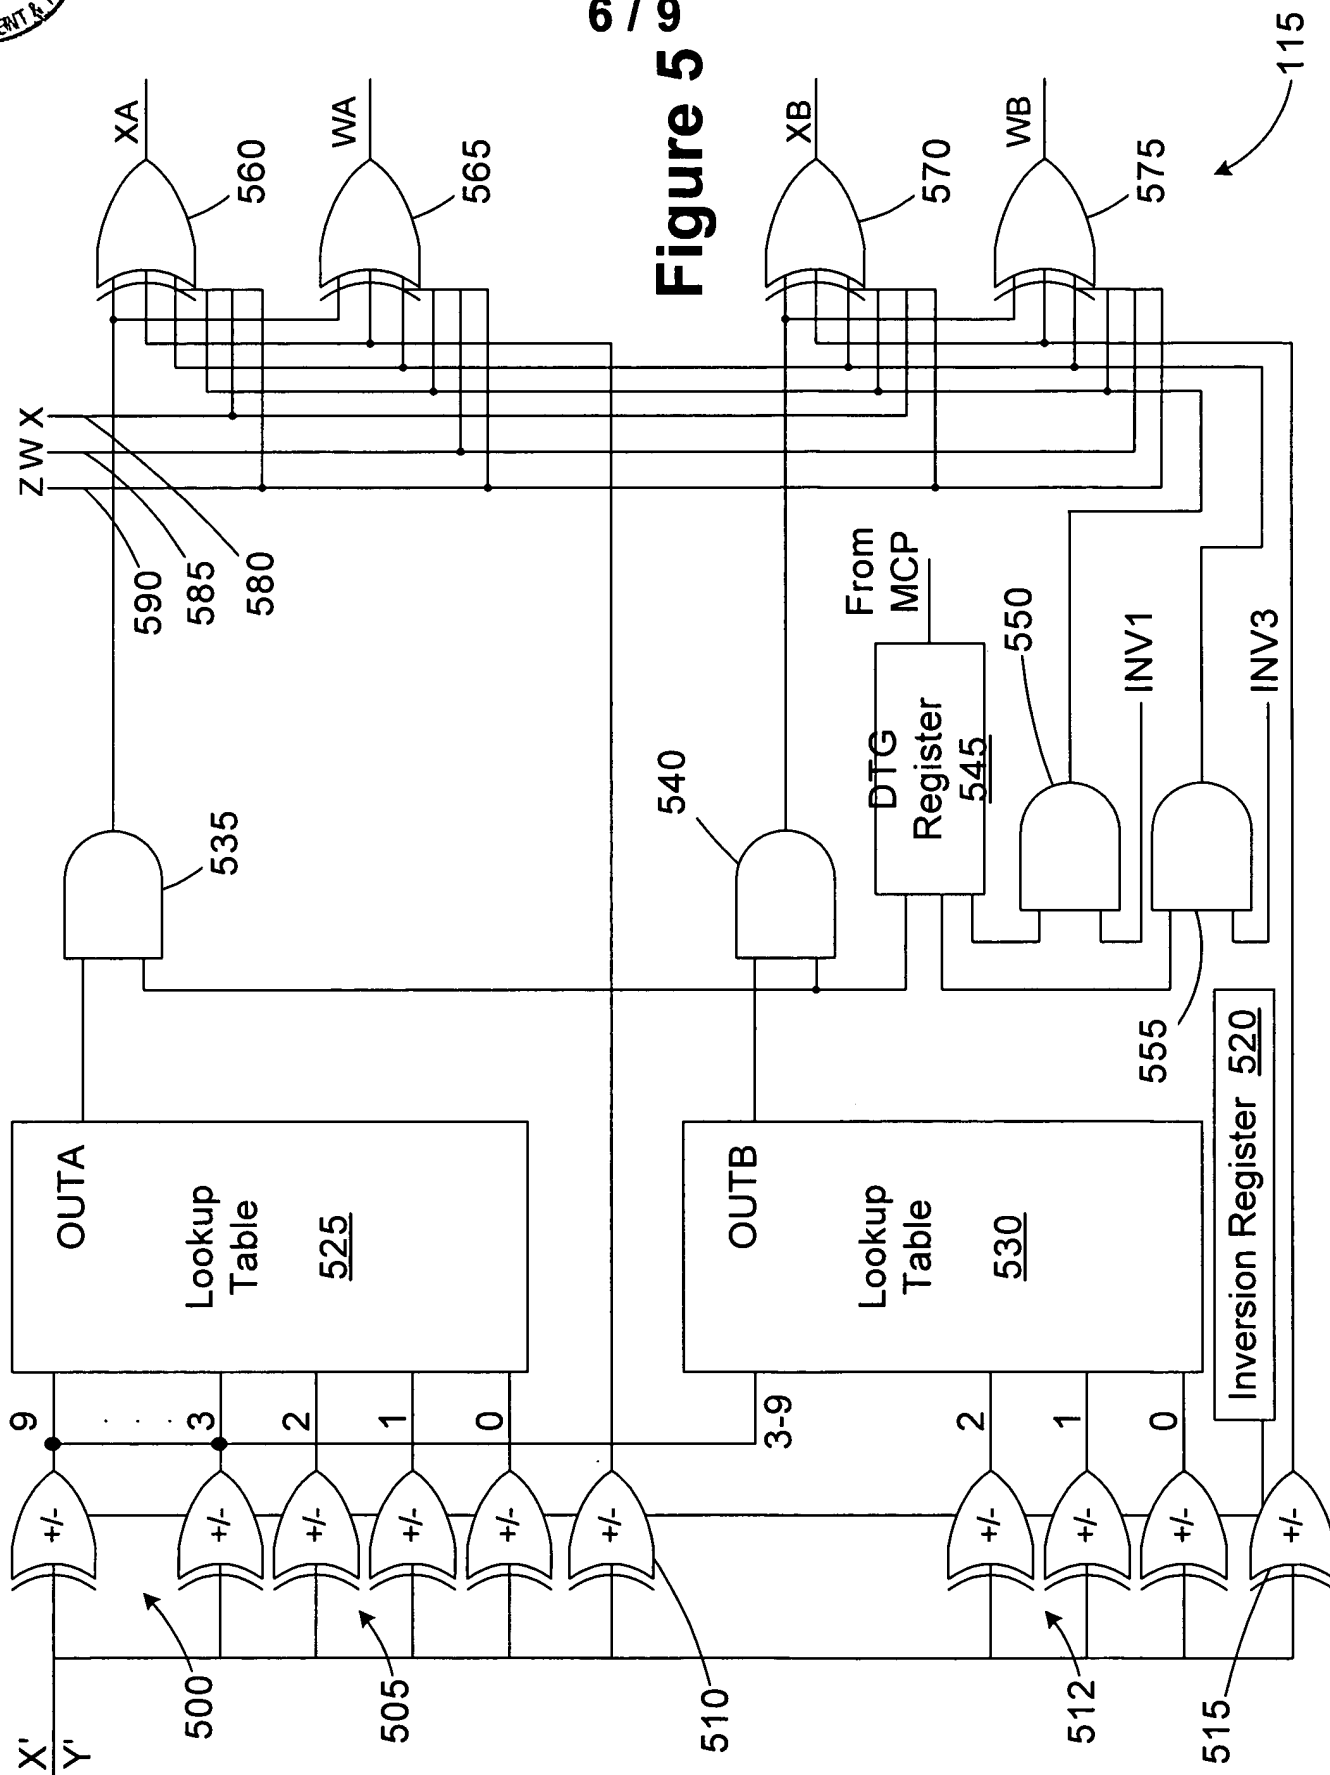 6 / 9
Figure 5
115
XA
560
WA
565
XB
570
WB
575
Z W X
590
585
580
535
540
From
MCP
DTG
Register
545
550
INV1
INV3
555
OUTA
Lookup
Table
525
OUTB
Lookup
Table
530
Inversion Register 520
9
. . . .
3
2
1
0
3-9
2
1
0
+/-
+/-
+/-
+/-
+/-
+/-
+/-
+/-
+/-
+/-
500
505
510
512
515
X'
Y'